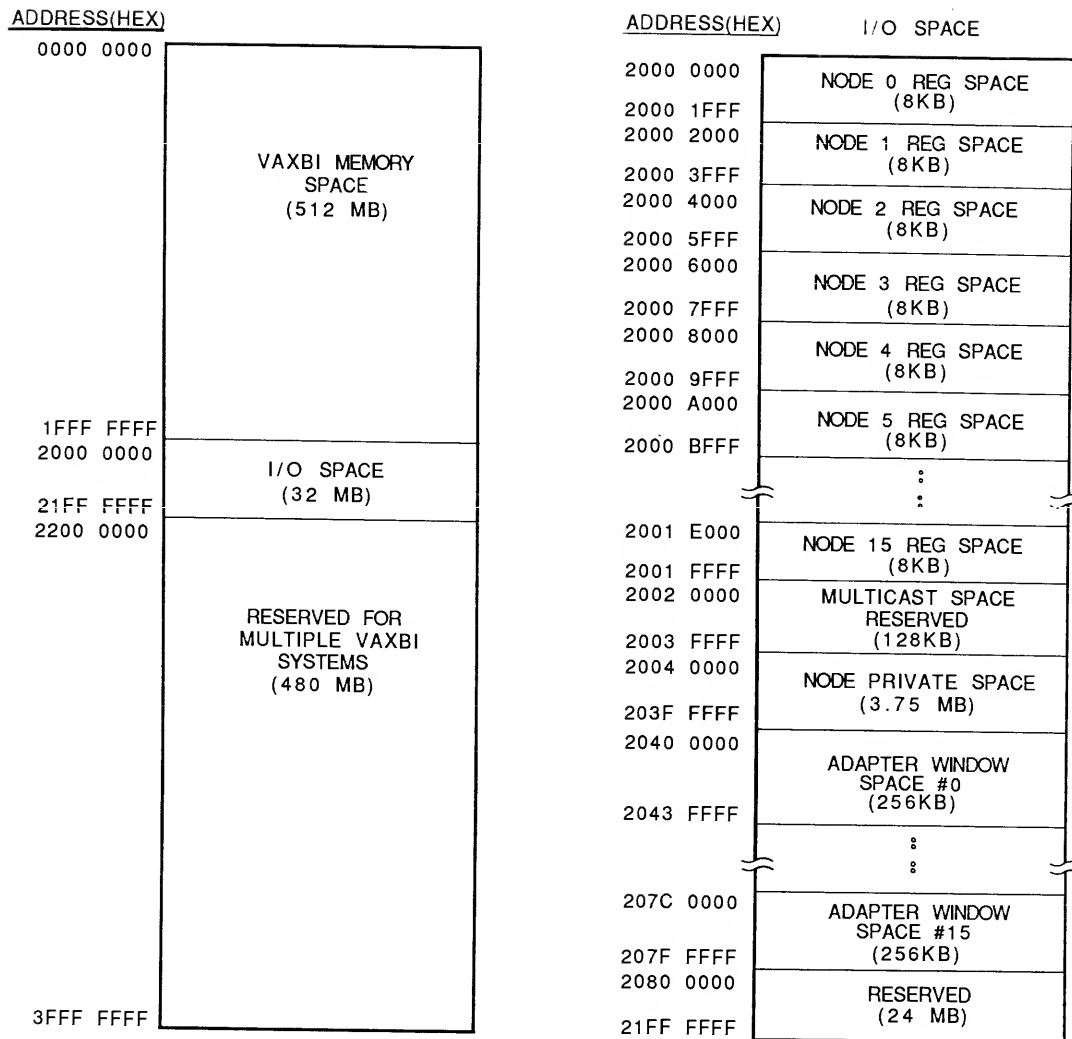 ADDRESS(HEX)
0000 0000
VAXBI MEMORY
SPACE
(512 MB)
1FFF FFFF
2000 0000
I/O SPACE
(32 MB)
21FF FFFF
2200 0000
RESERVED FOR
MULTIPLE VAXBI
SYSTEMS
(480 MB)
3FFF FFFF
ADDRESS(HEX) I/O SPACE
2000 0000
NODE 0 REG SPACE
(8KB)
2000 1FFF
2000 2000
NODE 1 REG SPACE
(8KB)
2000 3FFF
2000 4000
NODE 2 REG SPACE
(8KB)
2000 5FFF
2000 6000
NODE 3 REG SPACE
(8KB)
2000 7FFF
2000 8000
NODE 4 REG SPACE
(8KB)
2000 9FFF
2000 A000
NODE 5 REG SPACE
(8KB)
2000 BFFF
2001 E000
NODE 15 REG SPACE
(8KB)
2001 FFFF
2002 0000
MULTICAST SPACE
RESERVED
(128KB)
2003 FFFF
2004 0000
NODE PRIVATE SPACE
(3.75 MB)
203F FFFF
2040 0000
ADAPTER WINDOW
SPACE #0
(256KB)
2043 FFFF
207C 0000
ADAPTER WINDOW
SPACE #15
(256KB)
207F FFFF
2080 0000
RESERVED
(24 MB)
21FF FFFF